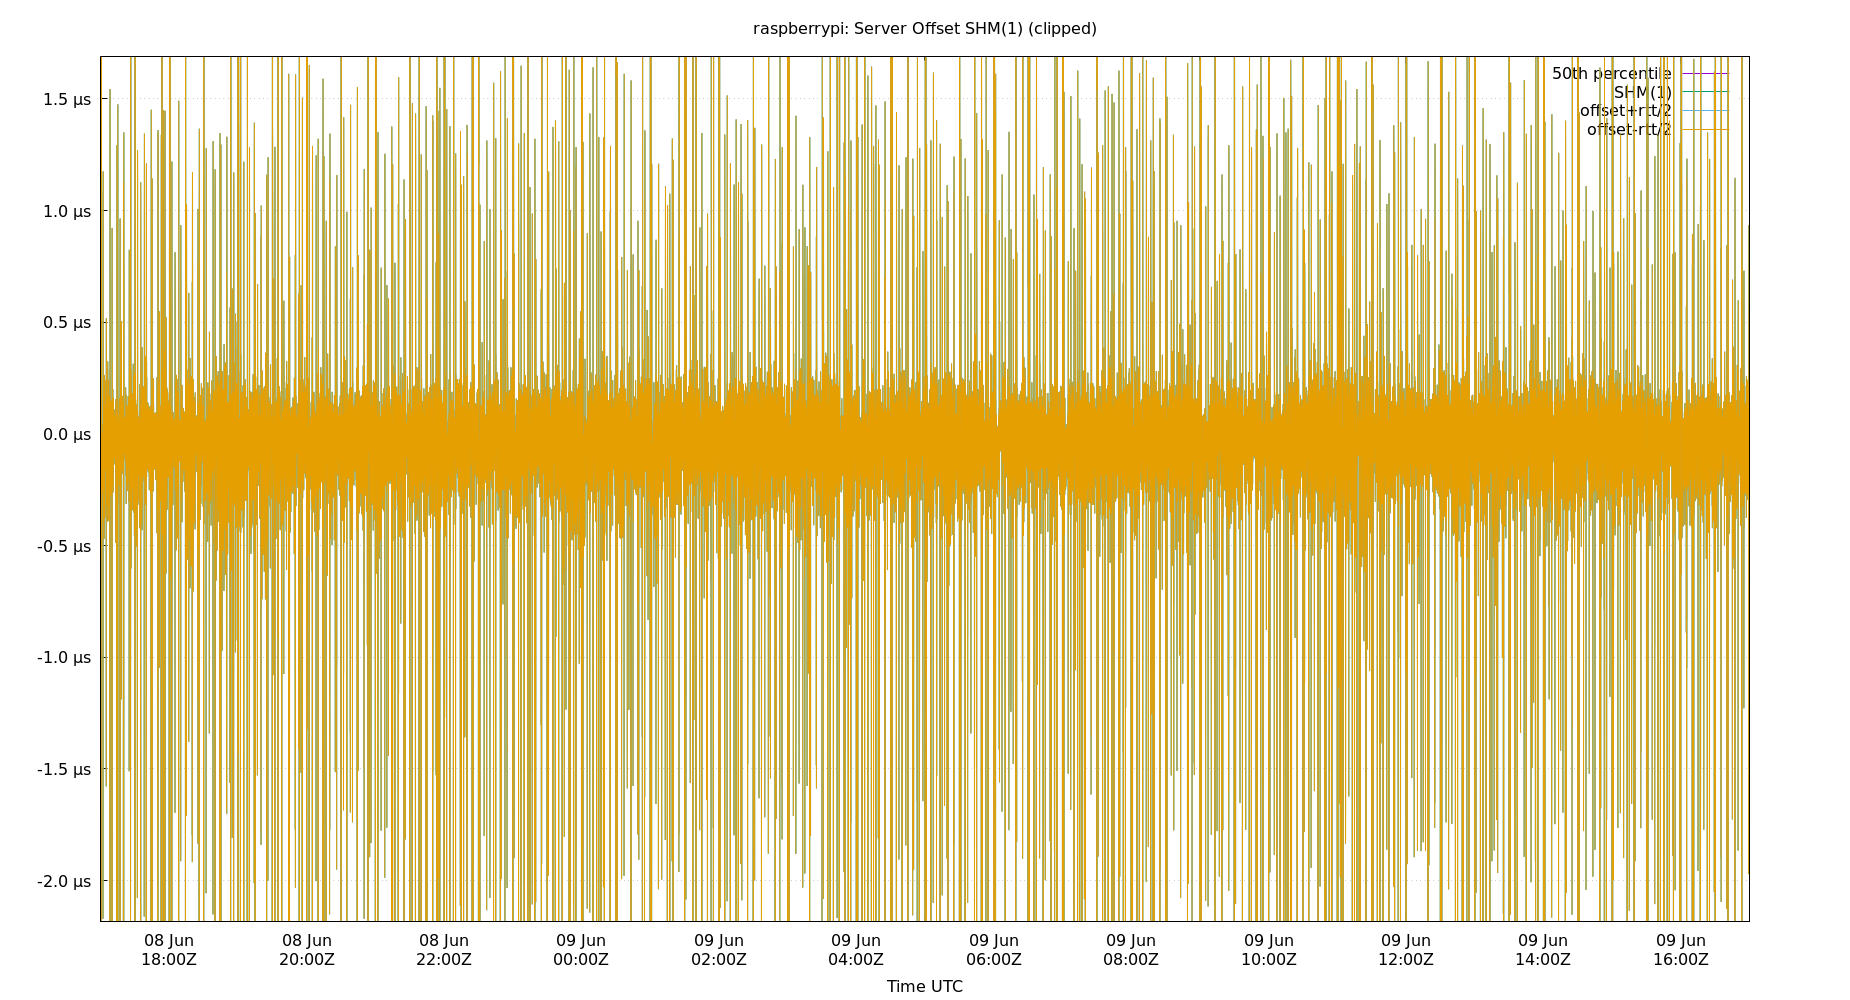 raspberrypi: Server Offset SHM(1) (clipped)
50th percentile
SHM(1)
offset+rtt/2
offset-rtt/2
1.5 µs
1.0 µs
0.5 µs
0.0 µs
-0.5 µs
-1.0 µs
-1.5 µs
-2.0 µs
08 Jun 08 Jun 08 Jun 09 Jun 09 Jun 09 Jun 09 Jun 09 Jun 09 Jun 09 Jun 09 Jun 09 Jun
18:00Z 20:00Z 22:00Z 00:00Z 02:00Z 04:00Z 06:00Z 08:00Z 10:00Z 12:00Z 14:00Z 16:00Z
Time UTC